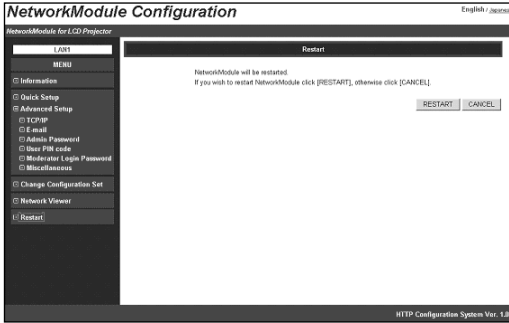 NetworkModule Configuration
English / Japanese
NetworkModule for LCD Projector
LAN1
MENU
Information
Quick Setup
Advanced Setup
TCP/IP
E-mail
Admin Password
User PIN code
Moderator Login Password
Miscellaneous
Change Configuration Set
Network Viewer
Restart
Restart
NetworkModule will be restarted.
If you wish to restart NetworkModule click [RESTART], otherwise click [CANCEL].
RESTART CANCEL
HTTP Configuration System Ver.